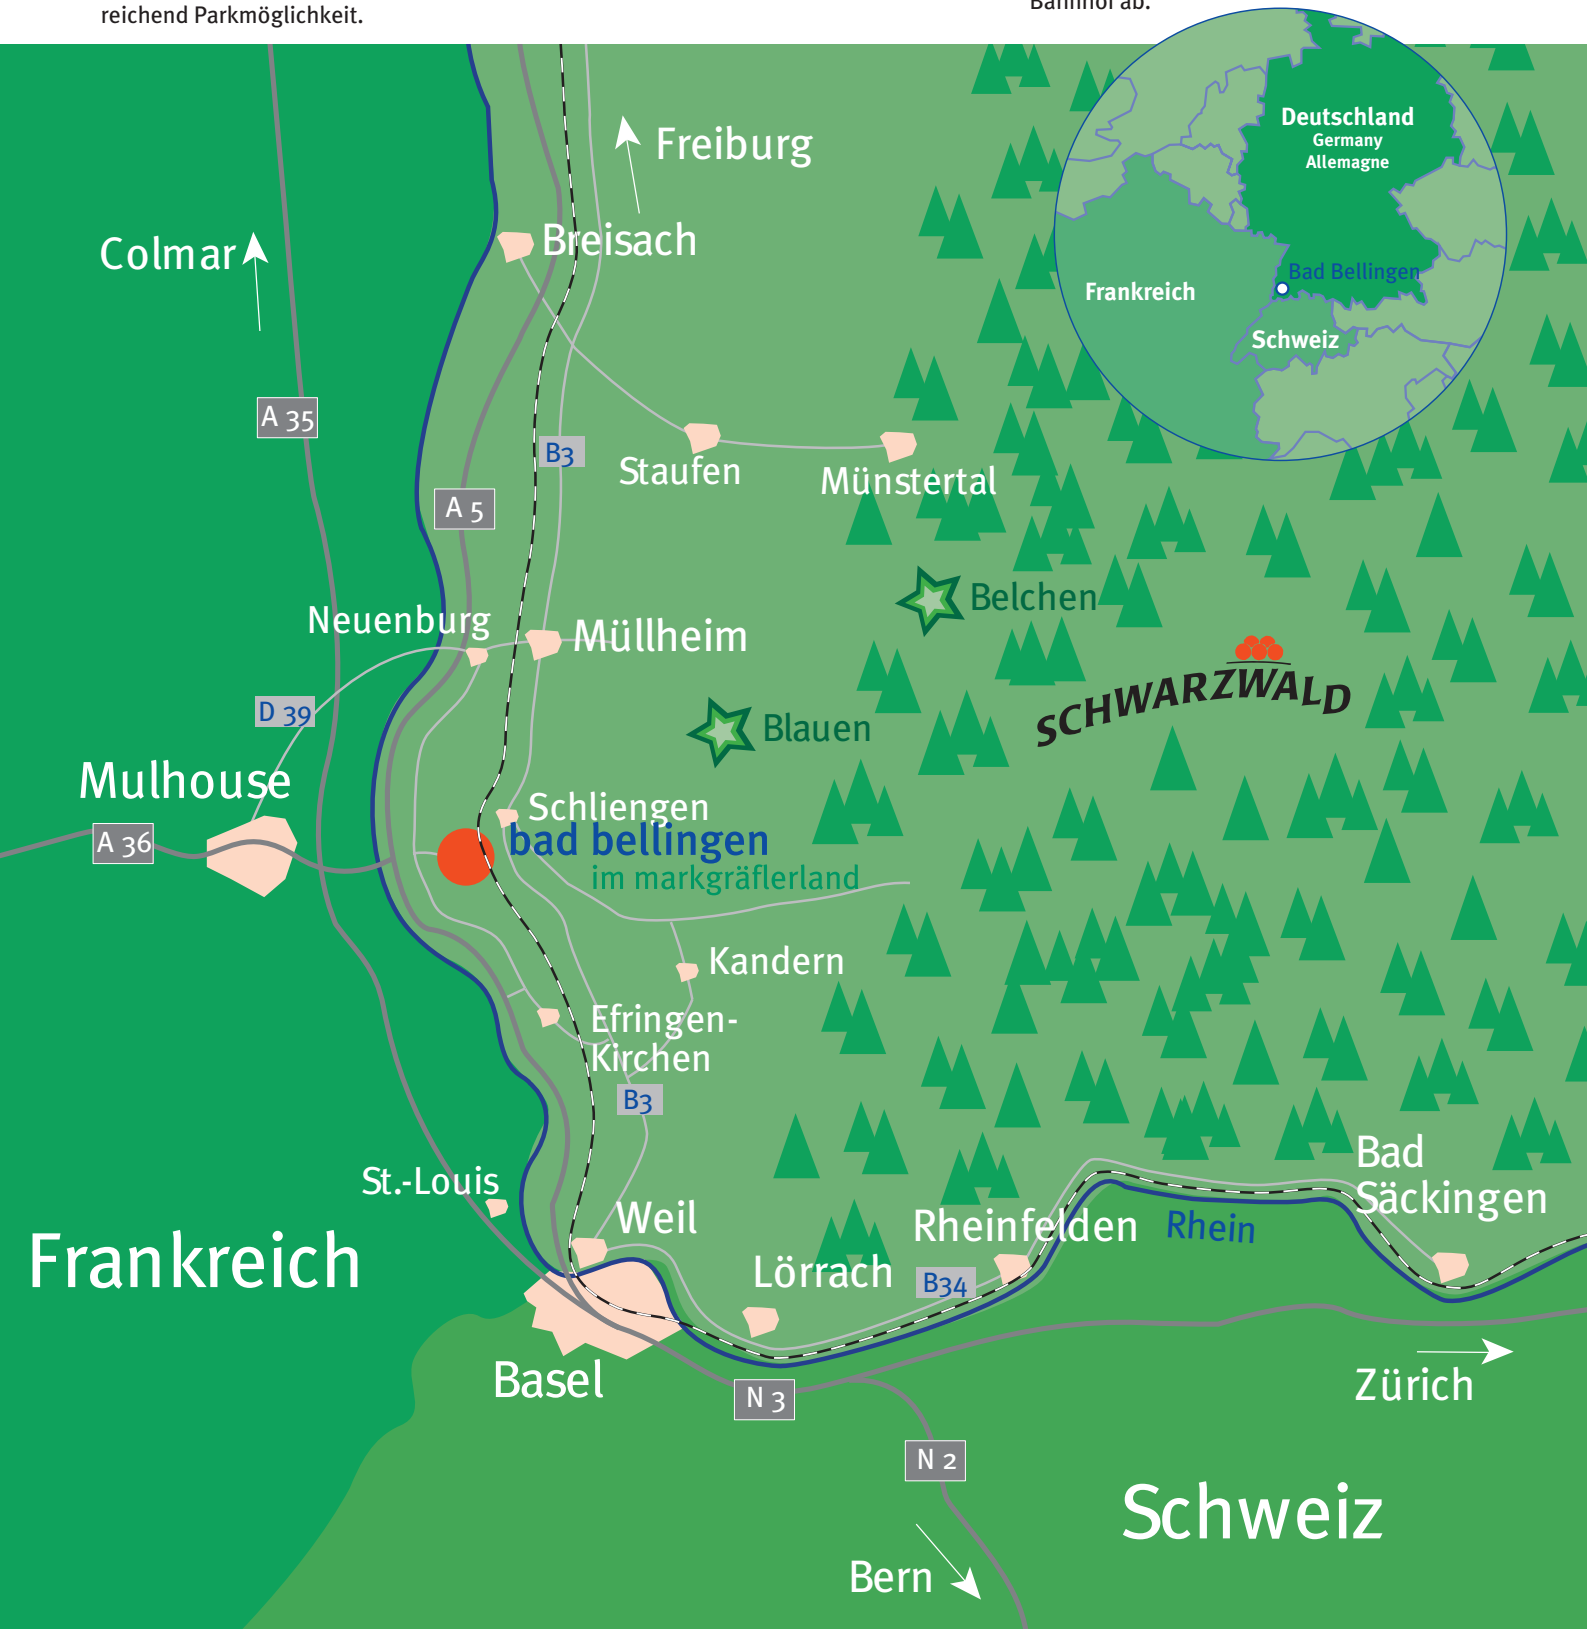 reichend Parkmöglichkeit.
Bahnhof ab.
Deutschland
Germany
Allemagne
Freiburg
Breisach
Colmar
Bad Bellingen
Frankreich
Schweiz
A 35
B3
Staufen
Münstertal
A 5
Belchen
Neuenburg
Müllheim
SCHWARZWALD
D 39
Blauen
Mulhouse
Schliengen
A 36
bad bellingen
im markgräflerland
Kandern
Efringen-
Kirchen
B3
Bad
Säckingen
St.-Louis
Weil
Rheinfelden
Rhein
Frankreich
Lörrach
B34
Basel
Zürich
N 3
N 2
Schweiz
Bern